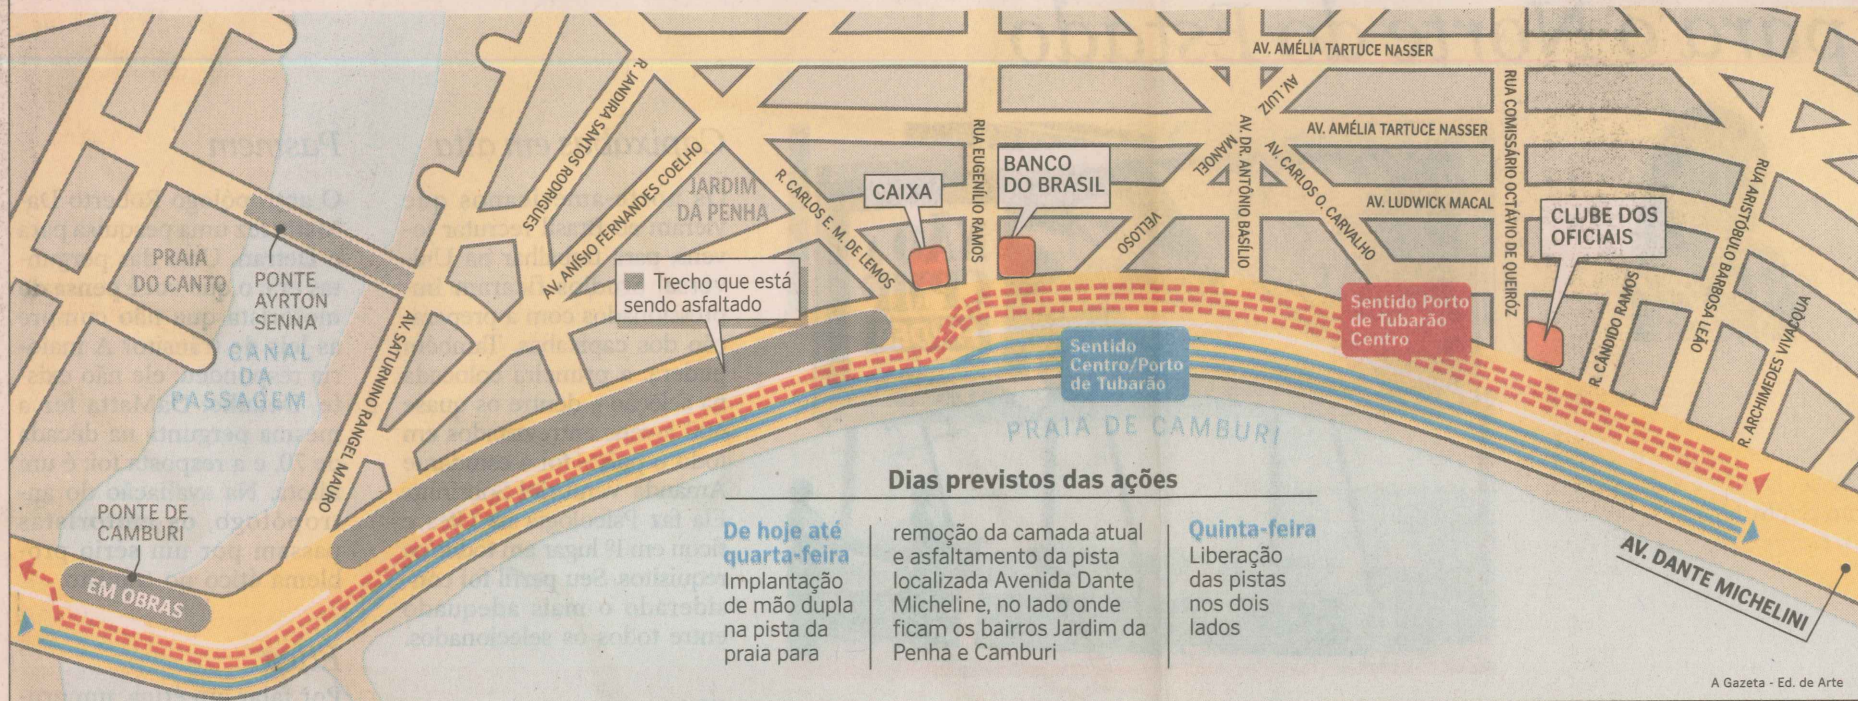 AV. AMÉLIA TARTUCE NASSER
R. JANDIRA SANTOS RODRIGUES
AV. ANÍSIO FERNANDES COELHO
JARDIM
DA PENHA
R. CARLOS E. M. DE LEMOS
CAIXA
RUA EUGENÍLIO RAMOS
BANCO
DO BRASIL
VELLOSO
MANOEL
AV. LUIZ
AV. DR. ANTÔNIO BASÍLIO
AV. CARLOS O. CARVALHO
AV. AMÉLIA TARTUCE NASSER
AV. LUDWICK MACAL
RUA COMISSÁRIO OCTÁVIO DE QUEIRÓZ
CLUBE DOS
OFICIAIS
R. CÂNDIDO RAMOS
RUA ARISTÓBULO BARBOSA LEÃO
R. ARCHIMEDES VIVACQUA
PRAIA
DO CANTO
PONTE
AYRTON
SENNA
CANAL
DA
PASSAGEM
AV. SATURNINO RANGEL MAURO
Trecho que está
sendo asfaltado
Sentido Porto
de Tubarão
Centro
Sentido
Centro/Porto
de Tubarão
PRAIA DE CAMBURI
PONTE DE
CAMBURI
EM OBRAS
AV. DANTE MICHELINI
Dias previstos das ações
De hoje até
quarta-feira
Implantação
de mão dupla
na pista da
praia para
remoção da camada atual
e asfaltamento da pista
localizada Avenida Dante
Micheline, no lado onde
ficam os bairros Jardim da
Penha e Camburi
Quinta-feira
Liberação
das pistas
nos dois
lados
A Gazeta - Ed. de Arte